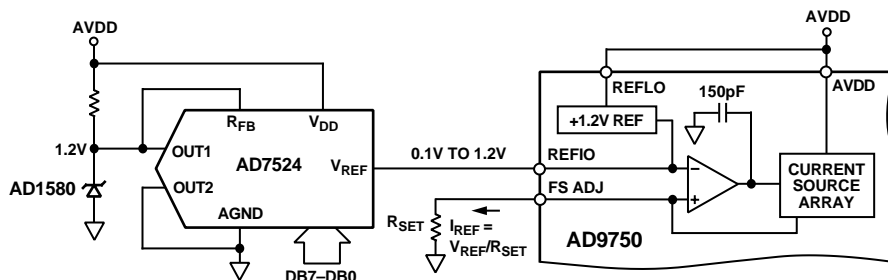 AVDD
1.2V
AD1580
OUT1
OUT2
RFB
VDD
AD7524
VREF
AGND
DB7–DB0
0.1V TO 1.2V
RSET
IREF =
VREF/RSET
AVDD
REFLO
+1.2V REF
150pF
AVDD
REFIO
FS ADJ
–
+
CURRENT
SOURCE
ARRAY
AD9750